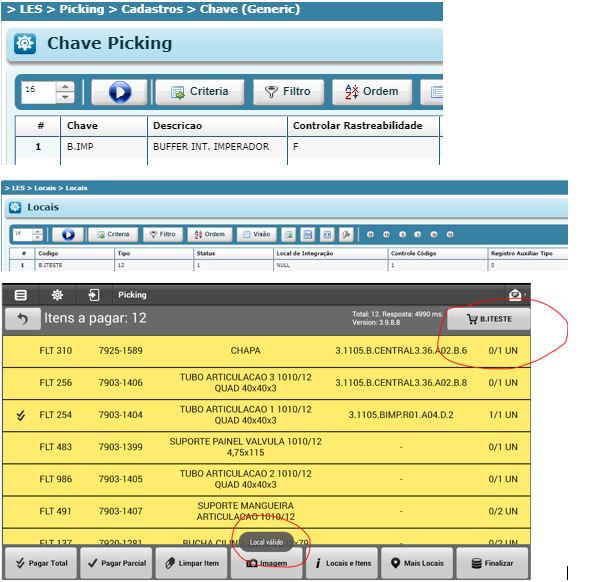 > LES > Picking > Cadastros > Chave (Generic)
Chave Picking
16 Criteria Filtro Ordem
# Chave Descricao Controlar Rastreabilidade
1 B.IMP BUFFER INT. IMPERADOR F
> LES > Locais > Locais
Locais
16 Criteria Filtro Ordem Visão
# Codigo Tipo Status Local de Integração Controle Código Registro Auxiliar Tipo
1 B.ITESTE 12 1 NULL 1 0
Picking
Itens a pagar: 12
Total: 12. Resposta: 4990 ms.
Version: 3.9.8.8
B.ITESTE
FLT 310 7925-1589 CHAPA 3.1105.B.CENTRAL3.36.A02.B.6 0/1 UN
FLT 256 7903-1406 TUBO ARTICULACAO 3 1010/12 QUAD 40x40x3 3.1105.B.CENTRAL3.36.A02.B.8 0/1 UN
FLT 254 7903-1404 TUBO ARTICULACAO 1 1010/12 QUAD 40x40x3 3.1105.BIMP.R01.A04.D.2 1/1 UN
FLT 483 7903-1399 SUPORTE PAINEL VALVULA 1010/12 4,75x115 - 0/1 UN
FLT 986 7903-1405 TUBO ARTICULACAO 2 1010/12 QUAD 40x40x3 - 0/1 UN
FLT 491 7903-1407 SUPORTE MANGUEIRA ARTICULACAO 1010/12 - 0/2 UN
FLT 137 7920-1281 BUCHA CILIN x79 0/2 UN
Local válido
Pagar Total Pagar Parcial Limpar Item Imagem Locais e Itens Mais Locais Finalizar